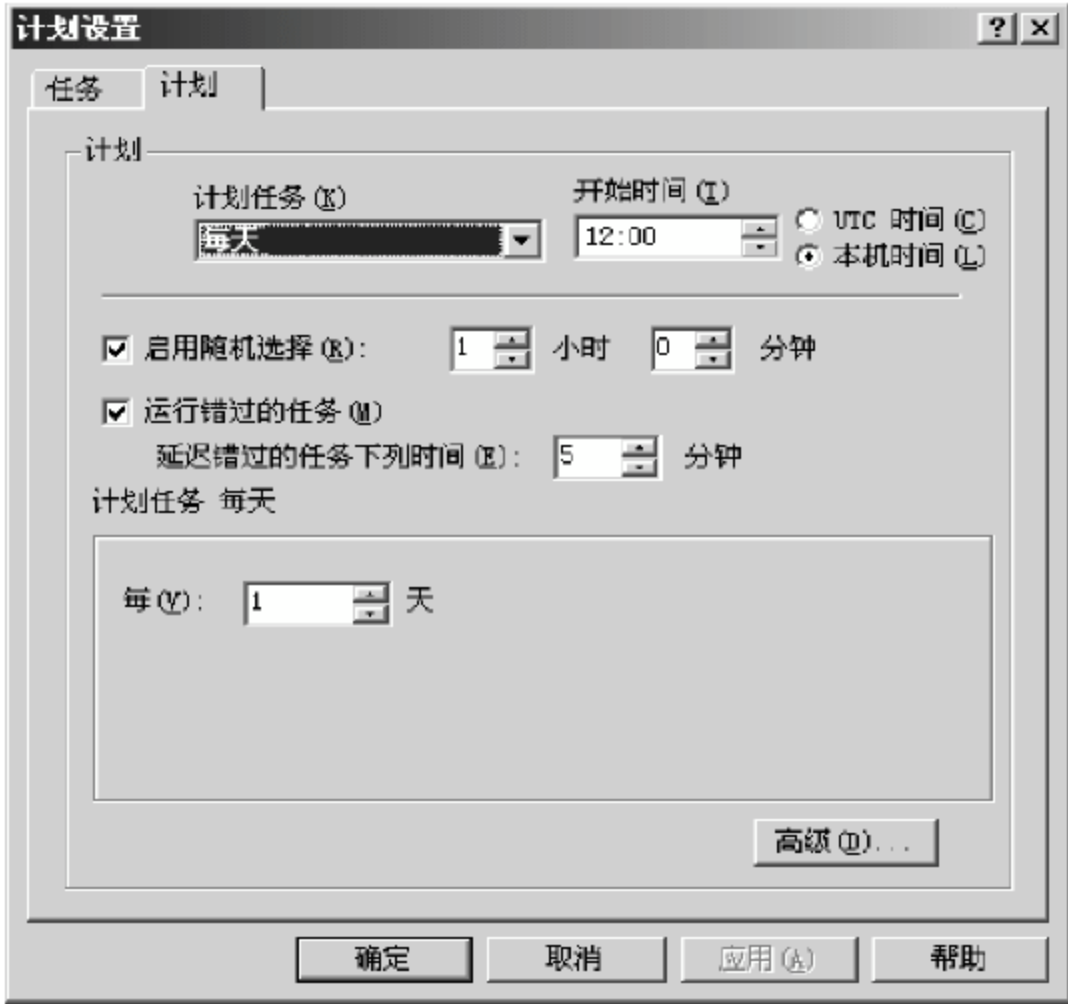 计划设置
任务 计划
计划
计划任务(K) 开始时间(T)
每天 12:00 UTC 时间(C)
本机时间(L)
启用随机选择(R): 1 小时 0 分钟
运行错过的任务(M)
延迟错过的任务下列时间(E): 5 分钟
计划任务 每天
每(V): 1 天
高级(D)...
确定 取消 应用(A) 帮助